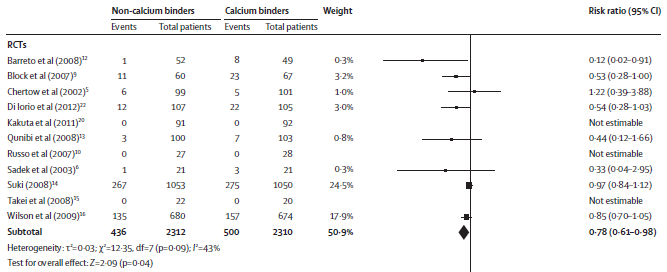 Non-calcium binders Calcium binders Weight Risk ratio (95% CI)
Events Total patients Events Total patients
RCTs
Barreto et al (2008)¹² 1 52 8 49 0·3% 0·12 (0·02–0·91)
Block et al (2007)⁹ 11 60 23 67 3·2% 0·53 (0·28–1·00)
Chertow et al (2002)⁵ 6 99 5 101 1·0% 1·22 (0·39–3·88)
Di Iorio et al (2012)²² 12 107 22 105 3·0% 0·54 (0·28–1·03)
Kakuta et al (2011)²⁰ 0 91 0 92 Not estimable
Qunibi et al (2008)¹³ 3 100 7 103 0·8% 0·44 (0·12–1·66)
Russo et al (2007)¹⁰ 0 27 0 28 Not estimable
Sadek et al (2003)⁶ 1 21 3 21 0·3% 0·33 (0·04–2·95)
Suki (2008)¹⁴ 267 1053 275 1050 24·5% 0·97 (0·84–1·12)
Takei et al (2008)¹⁵ 0 22 0 20 Not estimable
Wilson et al (2009)¹⁶ 135 680 157 674 17·9% 0·85 (0·70–1·05)
Subtotal 436 2312 500 2310 50·9% 0·78 (0·61–0·98)
Heterogeneity: τ²=0·03; χ²=12·35, df=7 (p=0·09); I²=43%
Test for overall effect: Z=2·09 (p=0·04)